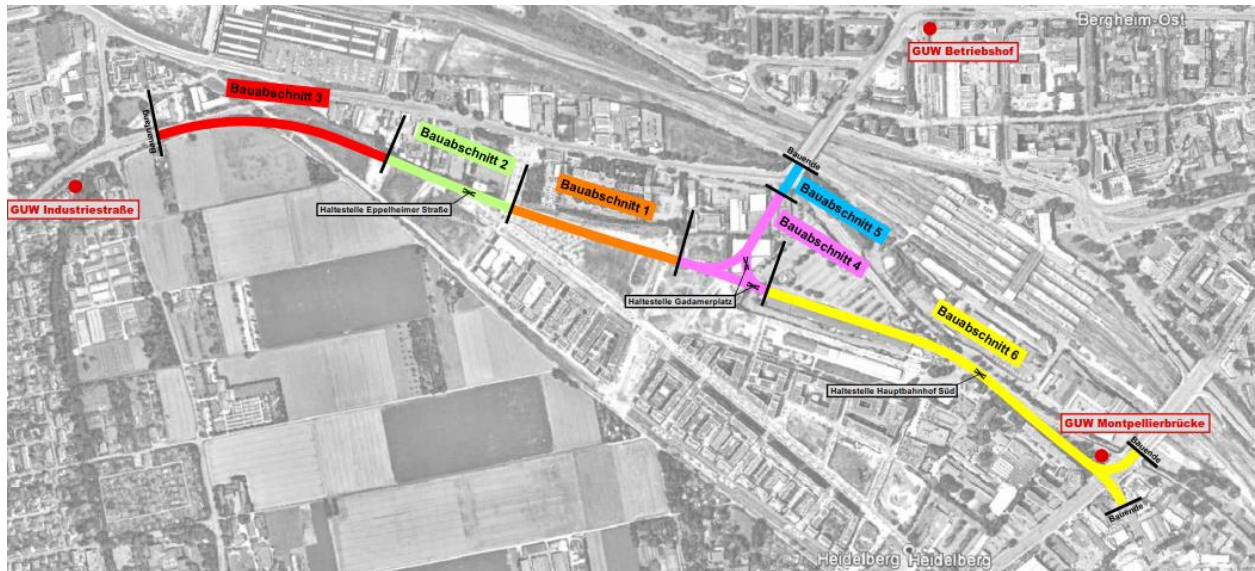 Bergheim-Ost
GUW Betriebshof
Bauabschnitt 3
Bauanfang
Bauabschnitt 2
Bauende
GUW Industriestraße
Haltestelle Eppelheimer Straße
Bauabschnitt 1
Bauabschnitt 5
Bauabschnitt 4
Haltestelle Gadamerplatz
Bauabschnitt 6
Haltestelle Hauptbahnhof Süd
GUW Montpellierbrücke
Bauende
Bauende
Heidelberg Heidelberg